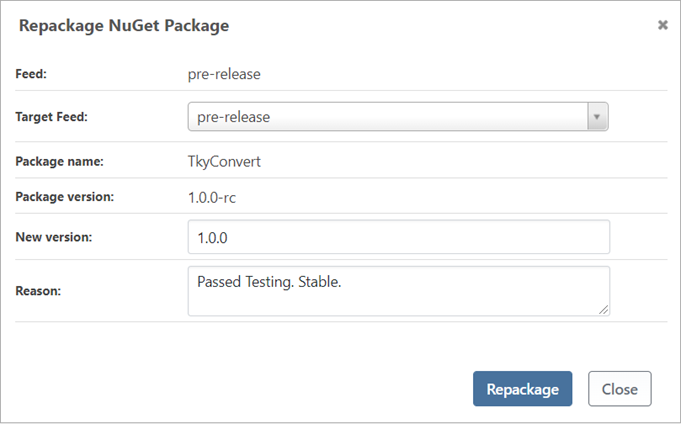 Repackage NuGet Package
Feed: pre-release
Target Feed: pre-release
Package name: TkyConvert
Package version: 1.0.0-rc
New version: 1.0.0
Reason: Passed Testing. Stable.
Repackage Close